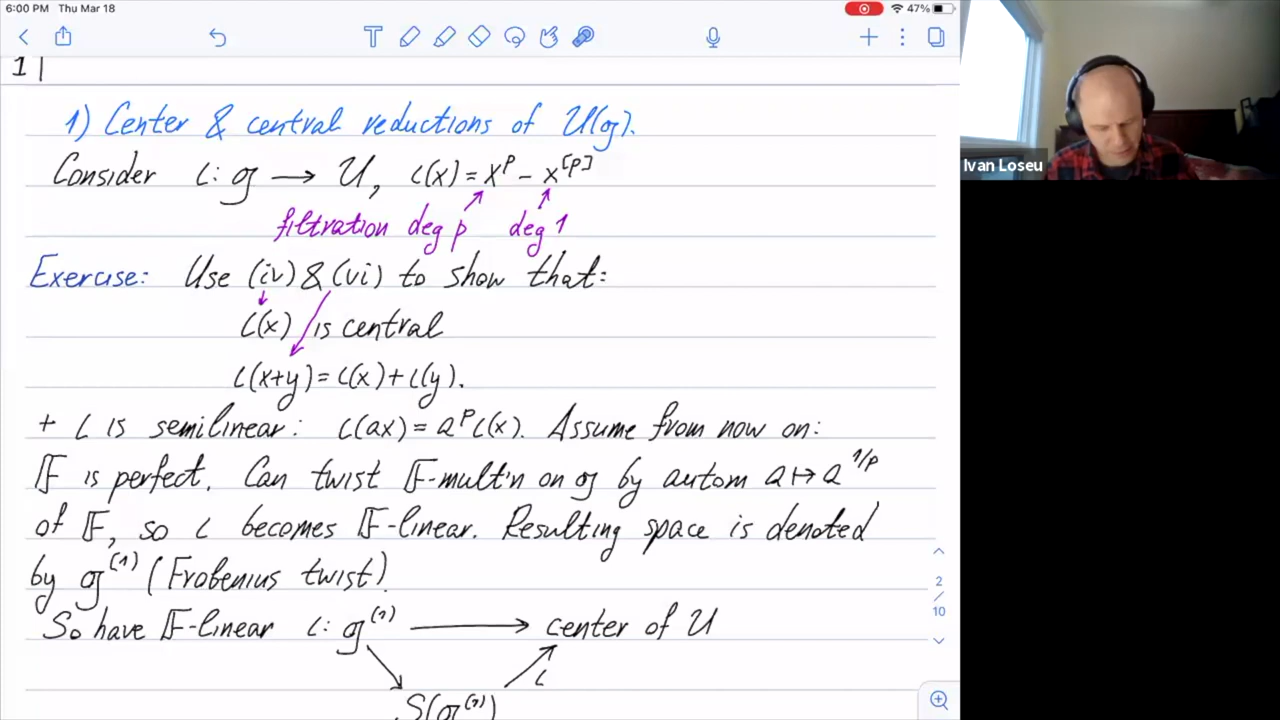 6:00 PM Thu Mar 18
47%
1
1) Center & central reductions of U(𝔤).
Consider ι: 𝔤 → U, ι(x) = x^p - x^[p]
filtration deg p deg 1
Exercise: Use (iv) & (vi) to show that:
ι(x) is central
ι(x+y) = ι(x) + ι(y).
+ ι is semilinear: ι(ax) = a^p ι(x). Assume from now on:
𝔽 is perfect. Can twist 𝔽-mult'n on 𝔤 by autom a ↦ a^{1/p}
of 𝔽, so ι becomes 𝔽-linear. Resulting space is denoted
by 𝔤^(1) (Frobenius twist)
So have 𝔽-linear ι: 𝔤^(1) → center of U
ι
S(𝔤^(1))
2
/
10
Ivan Loseu